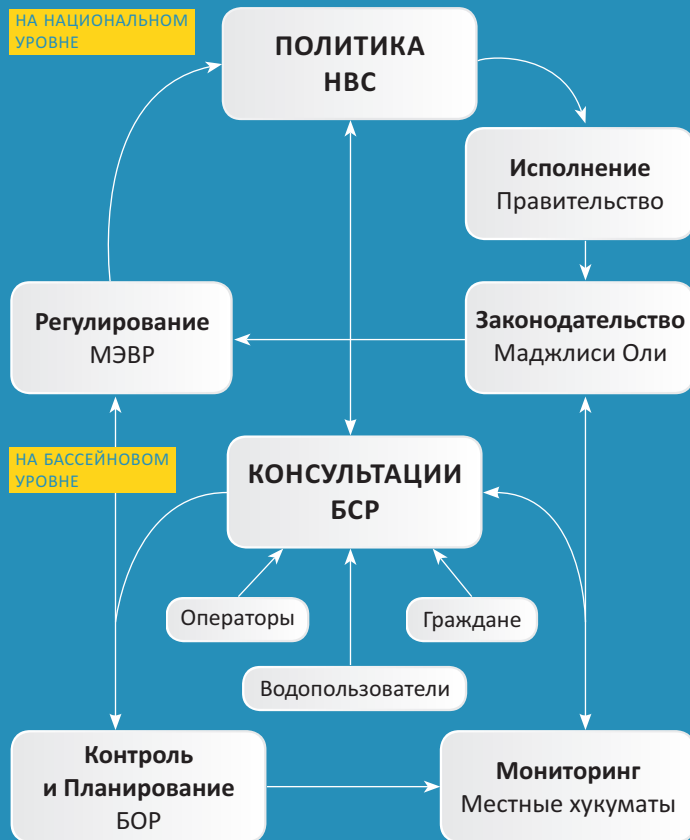 НА НАЦИОНАЛЬНОМ
УРОВНЕ
ПОЛИТИКА
НВС
Исполнение
Правительство
Регулирование
МЭВР
Законодательство
Маджлиси Оли
НА БАССЕЙНОВОМ
УРОВНЕ
КОНСУЛЬТАЦИИ
БСР
Операторы
Граждане
Водопользователи
Контроль
и Планирование
БОР
Мониторинг
Местные хукуматы